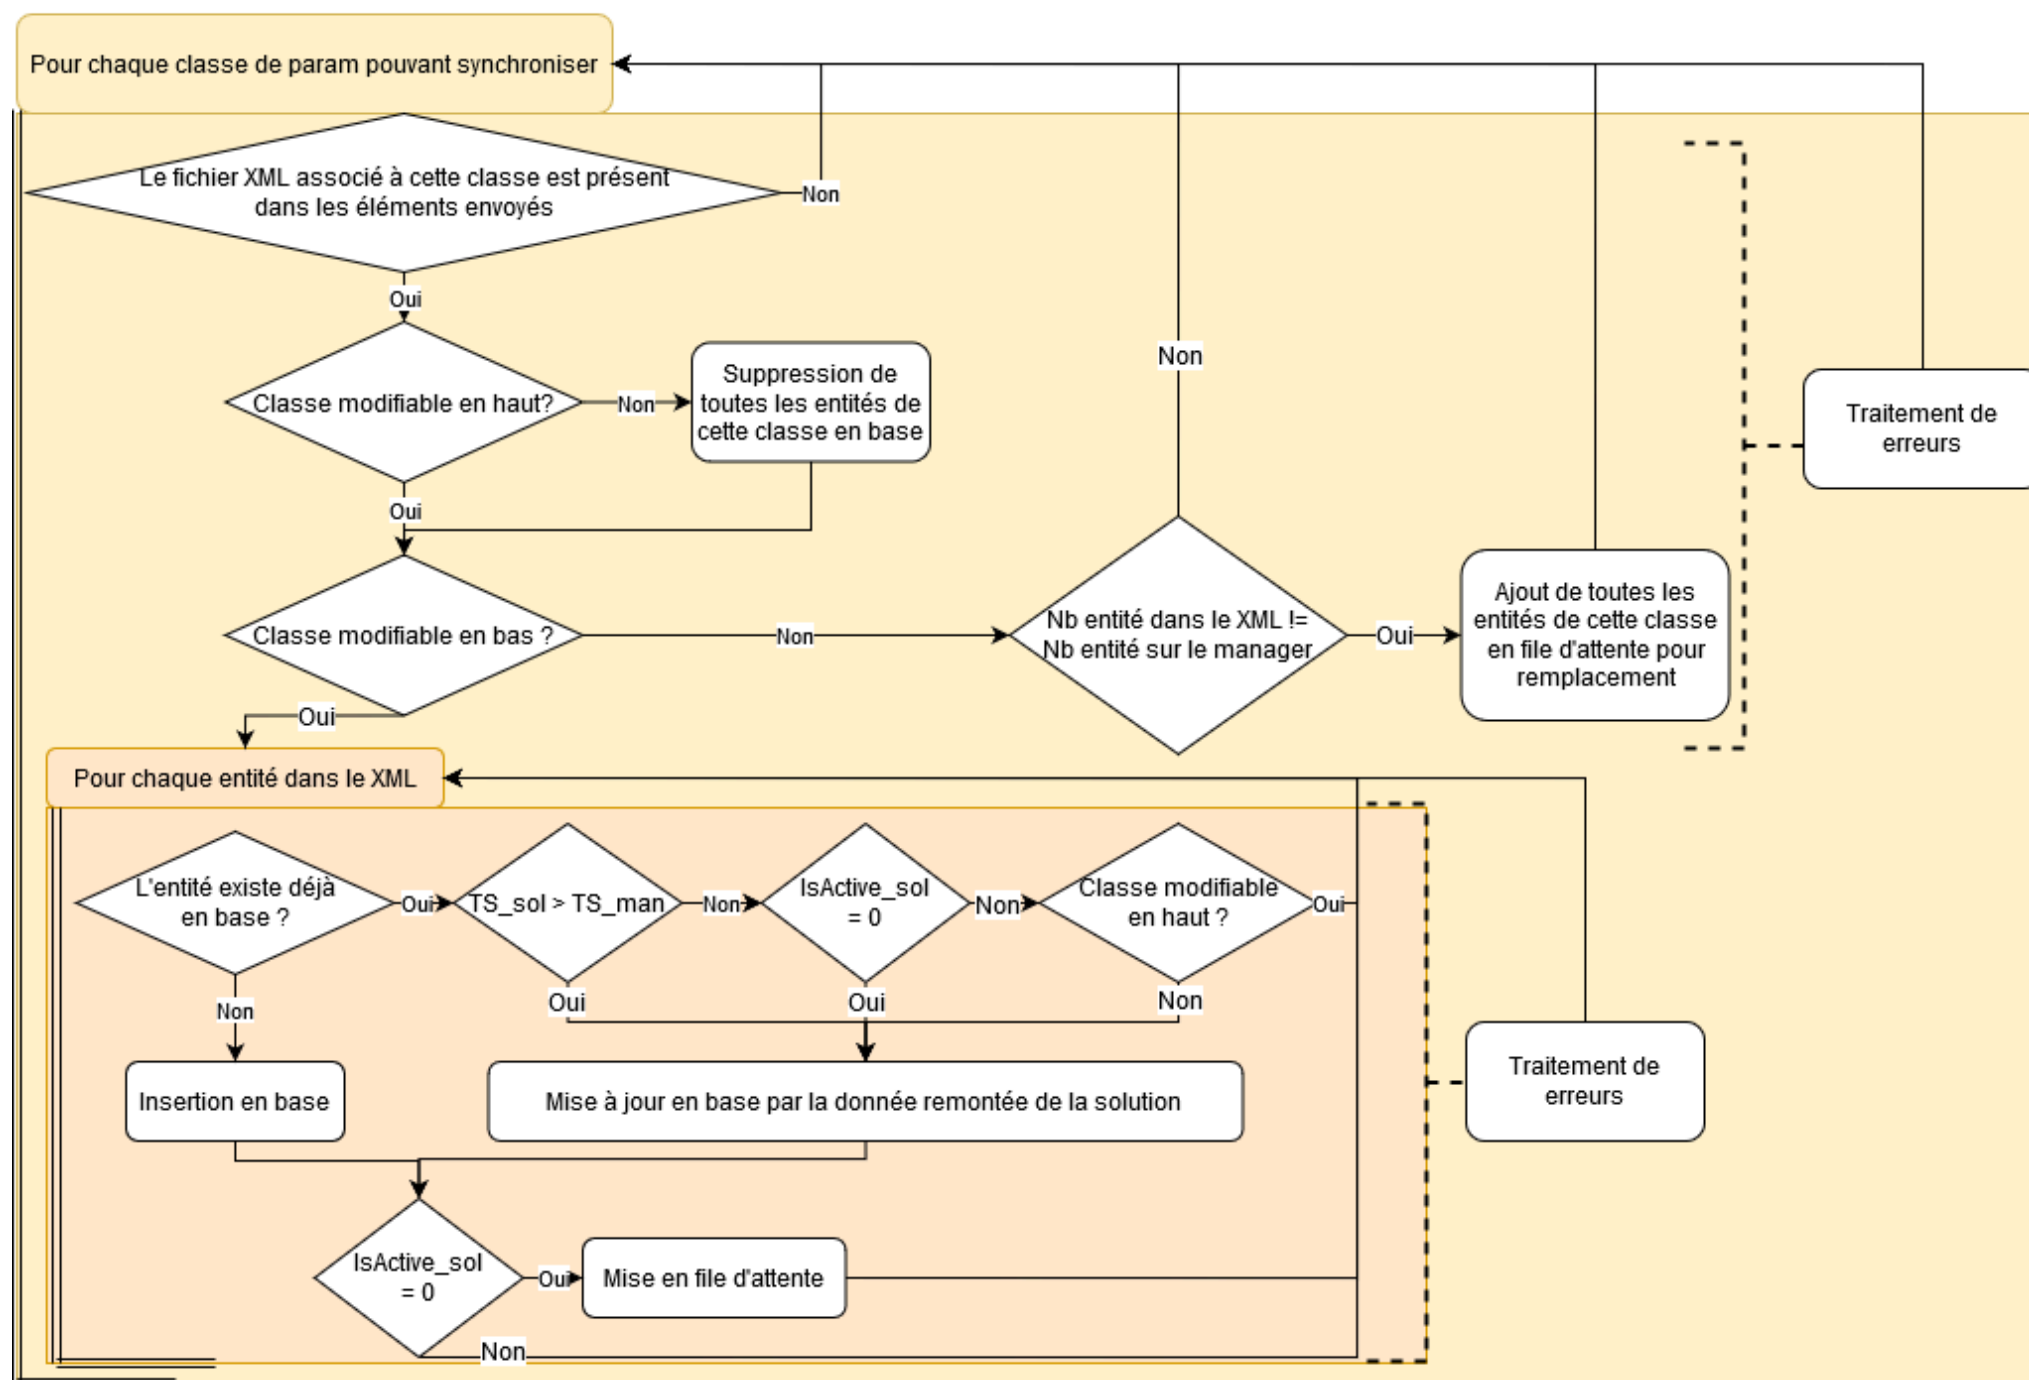 Pour chaque classe de param pouvant synchroniser
Le fichier XML associé à cette classe est présent
dans les éléments envoyés
Non
Oui
Classe modifiable en haut?
Non
Suppression de
toutes les entités de
cette classe en base
Non
Traitement de
erreurs
Oui
Classe modifiable en bas ?
Non
Nb entité dans le XML !=
Nb entité sur le manager
Oui
Ajout de toutes les
entités de cette classe
en file d'attente pour
remplacement
Oui
Pour chaque entité dans le XML
L'entité existe déjà
en base ?
Oui
TS_sol > TS_man
Non
IsActive_sol
= 0
Non
Classe modifiable
en haut ?
Oui
Non
Oui
Oui
Non
Insertion en base
Mise à jour en base par la donnée remontée de la solution
Traitement de
erreurs
IsActive_sol
= 0
Oui
Mise en file d'attente
Non